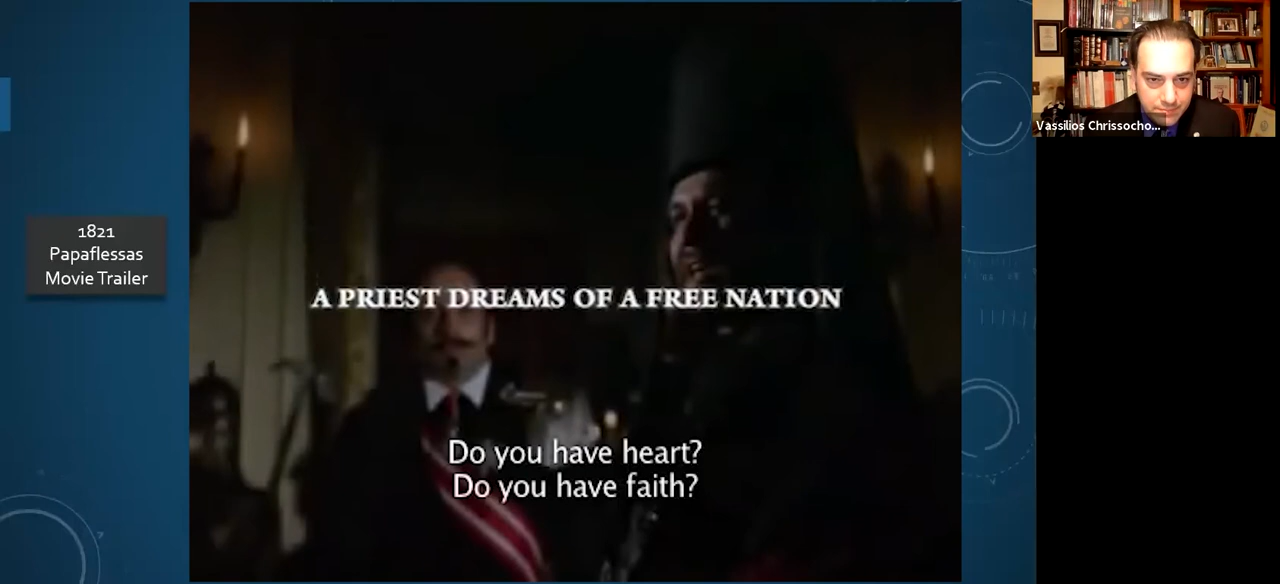 1821
Papaflessas
Movie Trailer
A PRIEST DREAMS OF A FREE NATION
Do you have heart?
Do you have faith?
Vassilios Chrissocho...